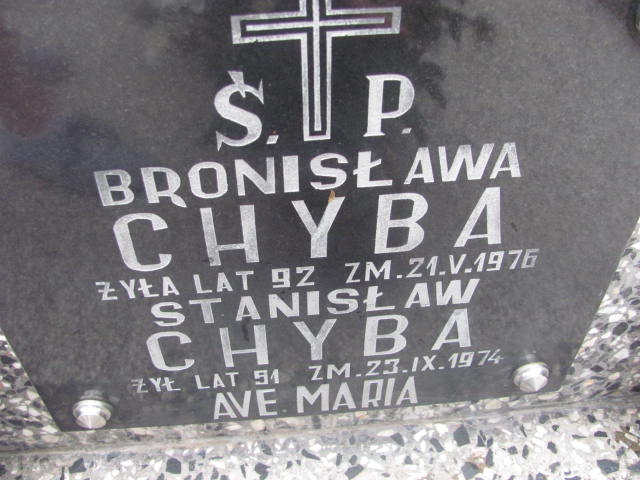 Ś. P.
BRONISŁAWA
CHYBA
ŻYŁA LAT 92 ZM. 21.V.1976
STANISŁAW
CHYBA
ŻYŁ LAT 51 ZM. 23.IX.1974
AVE MARIA